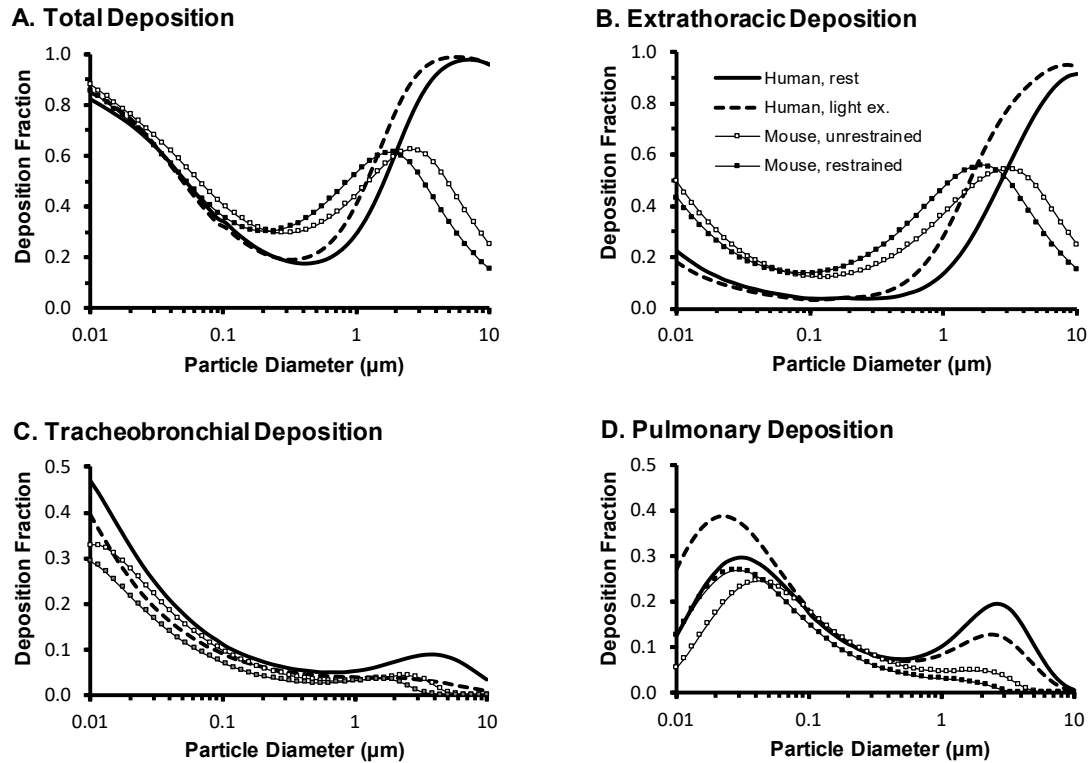 A. Total Deposition
1.0
0.8
0.6
0.4
0.2
0.0
Deposition Fraction
0.01 0.1 1 10
Particle Diameter (µm)
B. Extrathoracic Deposition
1.0
0.8
0.6
0.4
0.2
0.0
Deposition Fraction
Human, rest
Human, light ex.
Mouse, unrestrained
Mouse, restrained
0.01 0.1 1 10
Particle Diameter (µm)
C. Tracheobronchial Deposition
0.5
0.4
0.3
0.2
0.1
0.0
Deposition Fraction
0.01 0.1 1 10
Particle Diameter (µm)
D. Pulmonary Deposition
0.5
0.4
0.3
0.2
0.1
0.0
Deposition Fraction
0.01 0.1 1 10
Particle Diameter (µm)